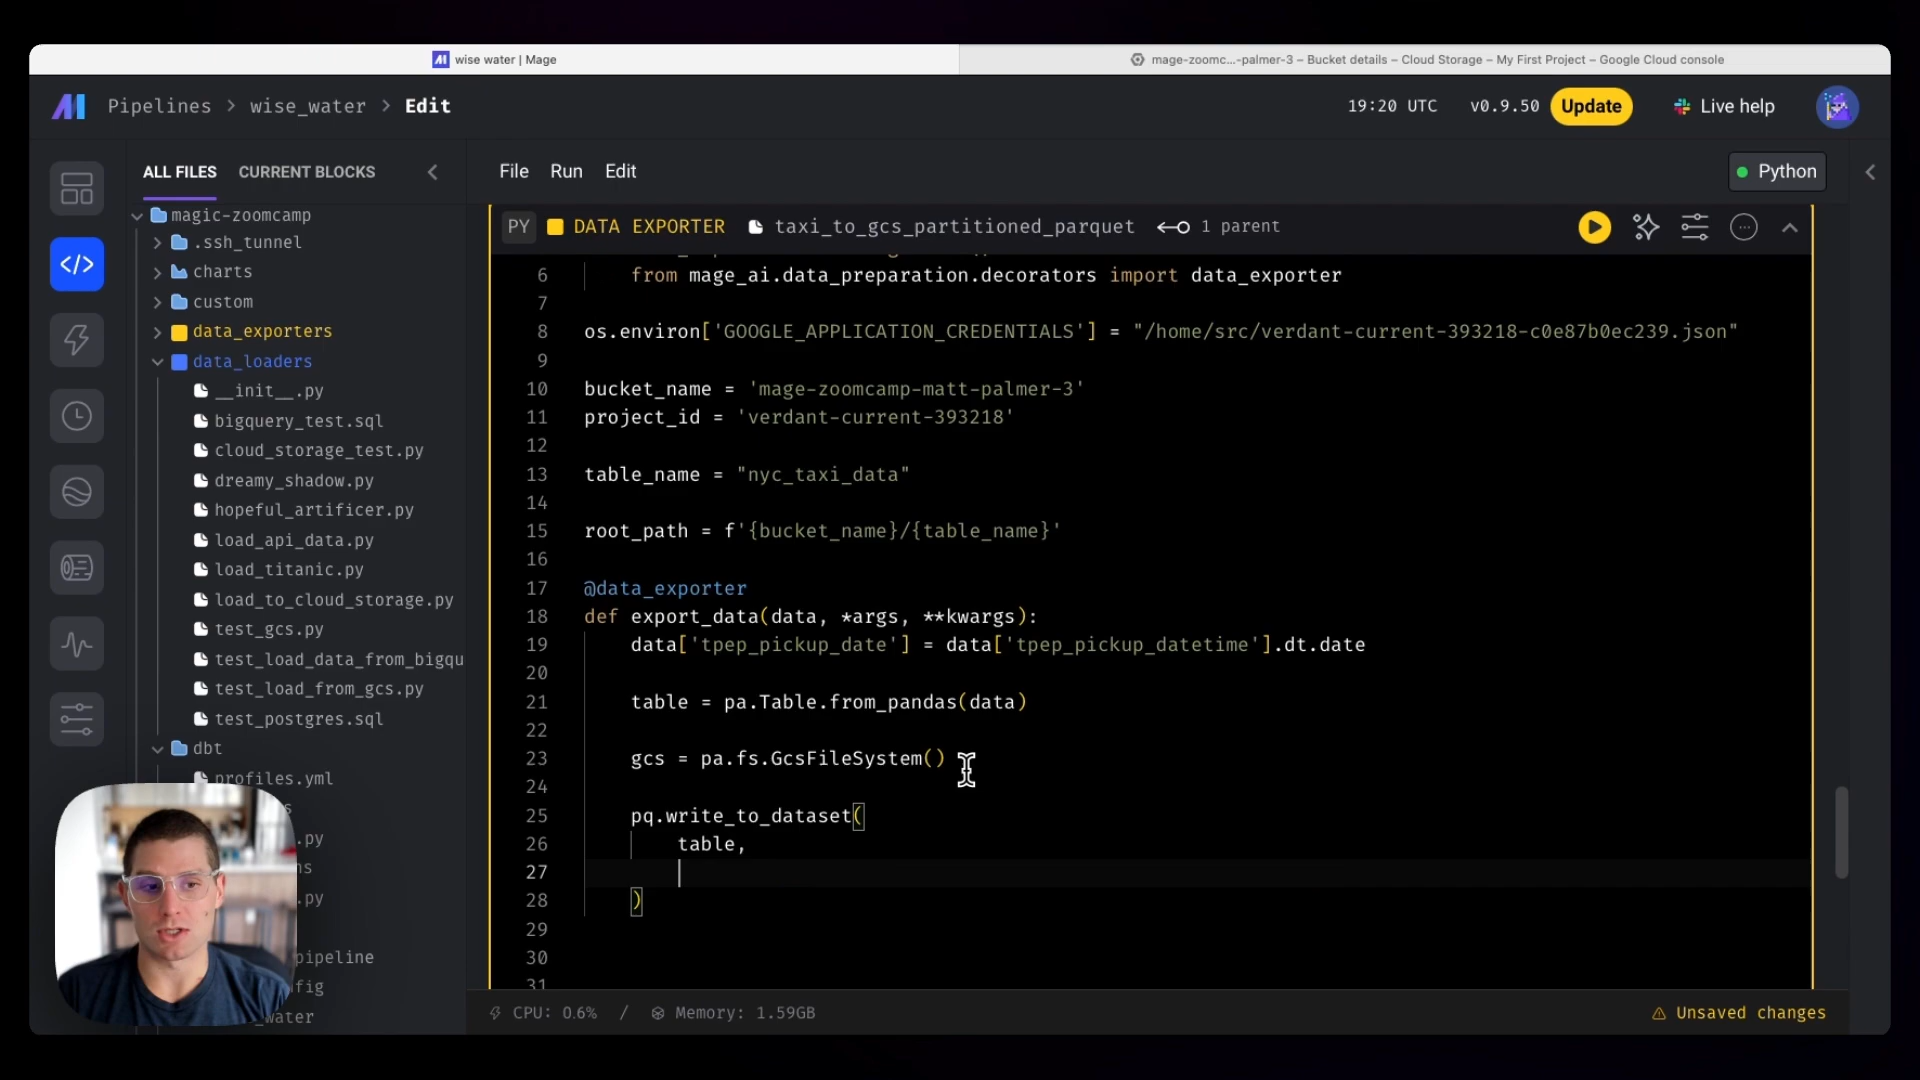 wise water | Mage
mage-zoomc...-palmer-3 – Bucket details – Cloud Storage – My First Project – Google Cloud console
Pipelines > wise_water > Edit
19:20 UTC
v0.9.50
Update
Live help
ALL FILES
CURRENT BLOCKS
File
Run
Edit
Python
magic-zoomcamp
.ssh_tunnel
charts
custom
data_exporters
data_loaders
__init__.py
bigquery_test.sql
cloud_storage_test.py
dreamy_shadow.py
hopeful_artificer.py
load_api_data.py
load_titanic.py
load_to_cloud_storage.py
test_gcs.py
test_load_data_from_bigqu
test_load_from_gcs.py
test_postgres.sql
dbt
profiles.yml
s
.py
ns
.py
pipeline
fig
_water
PY DATA EXPORTER taxi_to_gcs_partitioned_parquet 1 parent
6 from mage_ai.data_preparation.decorators import data_exporter
7
8 os.environ['GOOGLE_APPLICATION_CREDENTIALS'] = "/home/src/verdant-current-393218-c0e87b0ec239.json"
9
10 bucket_name = 'mage-zoomcamp-matt-palmer-3'
11 project_id = 'verdant-current-393218'
12
13 table_name = "nyc_taxi_data"
14
15 root_path = f'{bucket_name}/{table_name}'
16
17 @data_exporter
18 def export_data(data, *args, **kwargs):
19 data['tpep_pickup_date'] = data['tpep_pickup_datetime'].dt.date
20
21 table = pa.Table.from_pandas(data)
22
23 gcs = pa.fs.GcsFileSystem()
24
25 pq.write_to_dataset(
26 table,
27
28 )
29
30
31
CPU: 0.6% / Memory: 1.59GB
Unsaved changes